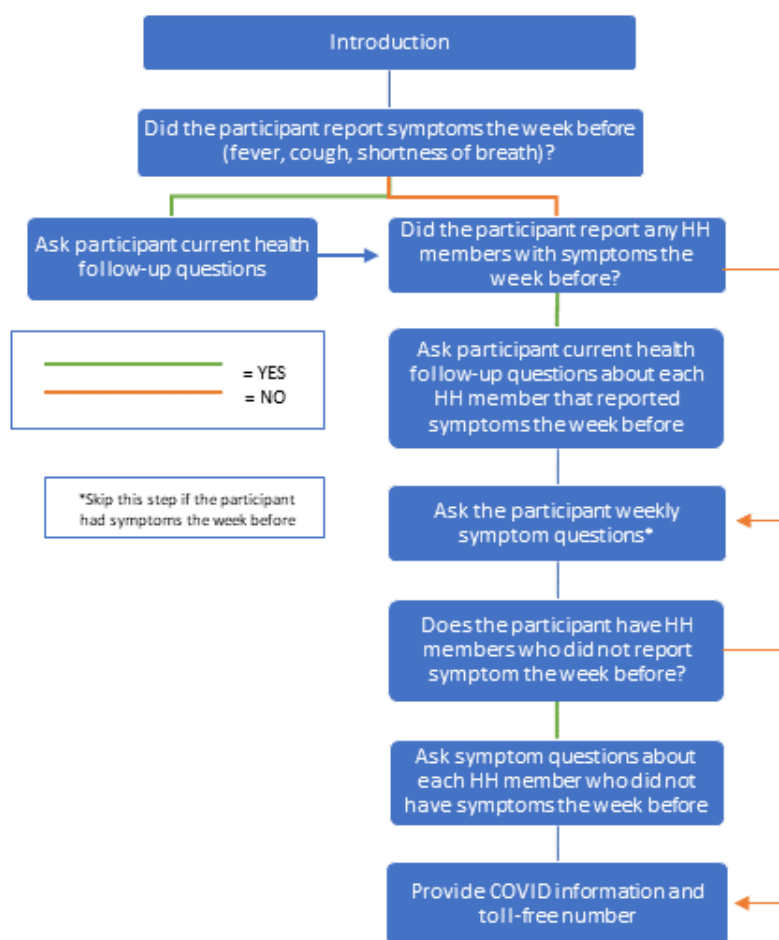 Introduction
Did the participant report symptoms the week before
(fever, cough, shortness of breath)?
Ask participant current health
follow-up questions
Did the participant report any HH
members with symptoms the
week before?
= YES
= NO
Ask participant current health
follow-up questions about each
HH member that reported
symptoms the week before
*Skip this step if the participant
had symptoms the week before
Ask the participant weekly
symptom questions*
Does the participant have HH
members who did not report
symptom the week before?
Ask symptom questions about
each HH member who did not
have symptoms the week before
Provide COVID information and
toll-free number